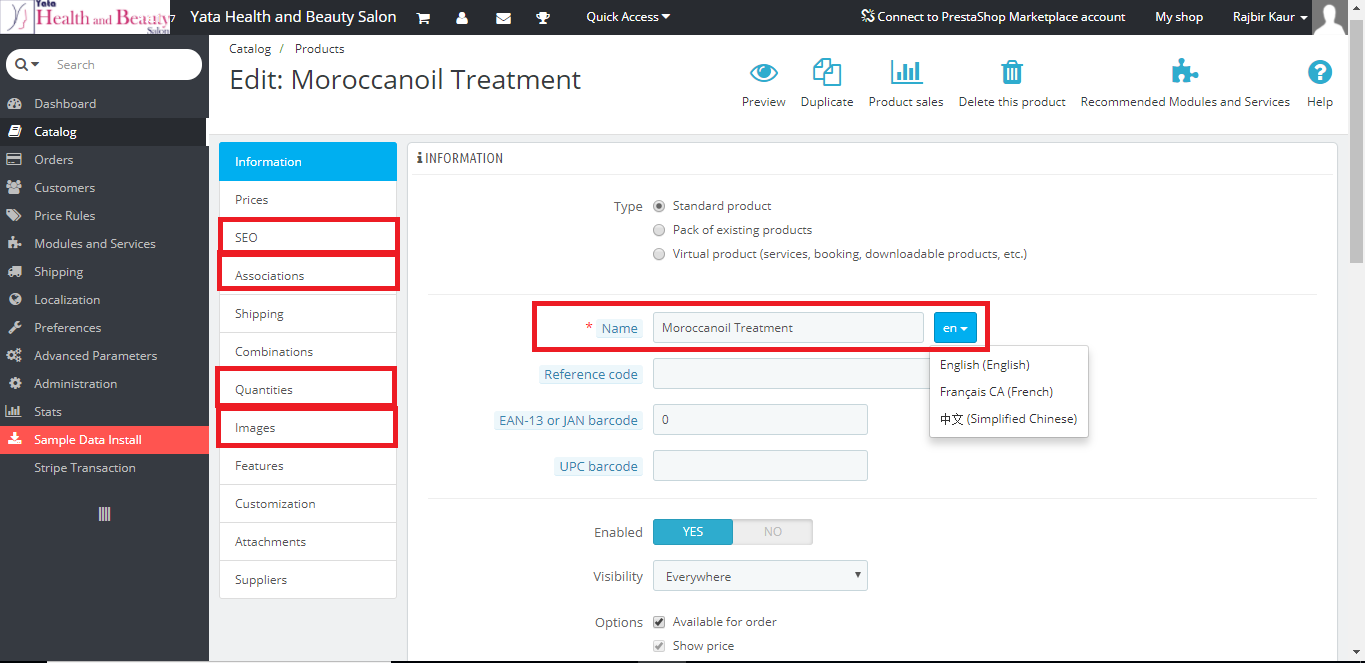 Yata
Health and Beauty
Salon
Yata Health and Beauty Salon
Quick Access
Connect to PrestaShop Marketplace account
My shop
Rajbir Kaur
Search
Dashboard
Catalog
Orders
Customers
Price Rules
Modules and Services
Shipping
Localization
Preferences
Advanced Parameters
Administration
Stats
Sample Data Install
Stripe Transaction
Catalog / Products
Edit: Moroccanoil Treatment
Preview
Duplicate
Product sales
Delete this product
Recommended Modules and Services
Help
Information
Prices
SEO
Associations
Shipping
Combinations
Quantities
Images
Features
Customization
Attachments
Suppliers
INFORMATION
Type
Standard product
Pack of existing products
Virtual product (services, booking, downloadable products, etc.)
* Name
Moroccanoil Treatment
en
English (English)
Français CA (French)
中文 (Simplified Chinese)
Reference code
EAN-13 or JAN barcode
0
UPC barcode
Enabled
YES
NO
Visibility
Everywhere
Options
Available for order
Show price